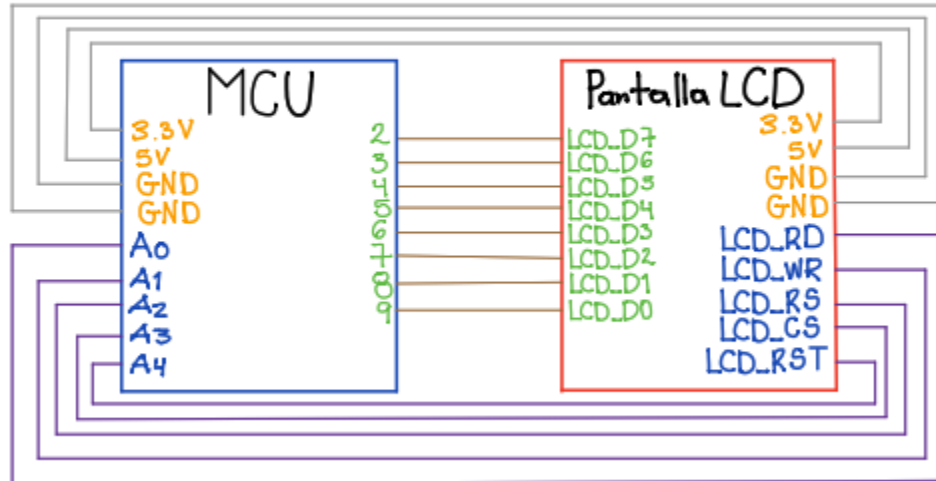 MCU
3.3V
5V
GND
GND
A0
A1
A2
A3
A4
2
3
4
5
6
7
8
9
Pantalla LCD
LCD_D7
LCD_D6
LCD_D5
LCD_D4
LCD_D3
LCD_D2
LCD_D1
LCD_D0
3.3V
5V
GND
GND
LCD_RD
LCD_WR
LCD_RS
LCD_CS
LCD_RST